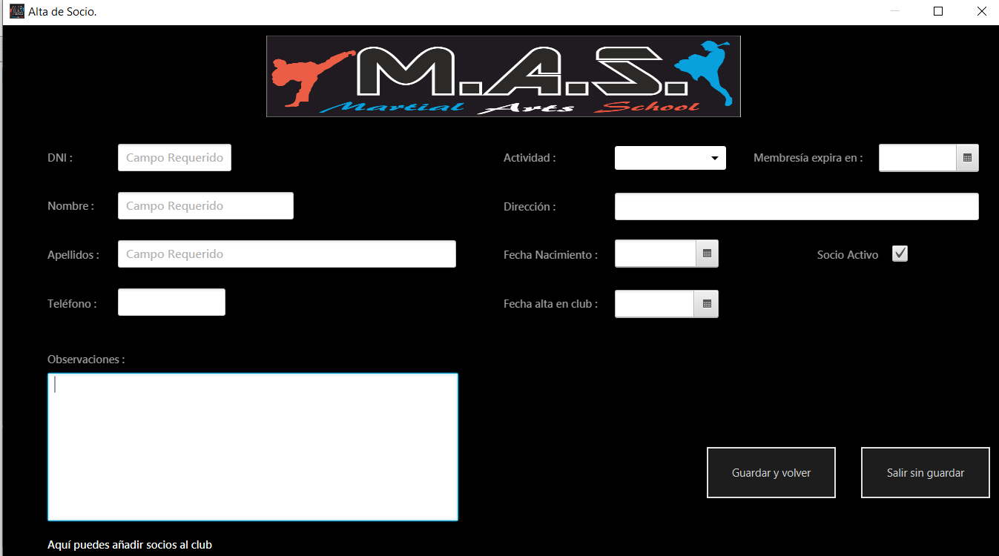 Alta de Socio.
M.A.S.
Martial Arts School
DNI : Campo Requerido
Actividad :
Membresía expira en :
Nombre : Campo Requerido
Dirección :
Apellidos : Campo Requerido
Fecha Nacimiento :
Socio Activo
Teléfono :
Fecha alta en club :
Observaciones :
Guardar y volver
Salir sin guardar
Aquí puedes añadir socios al club